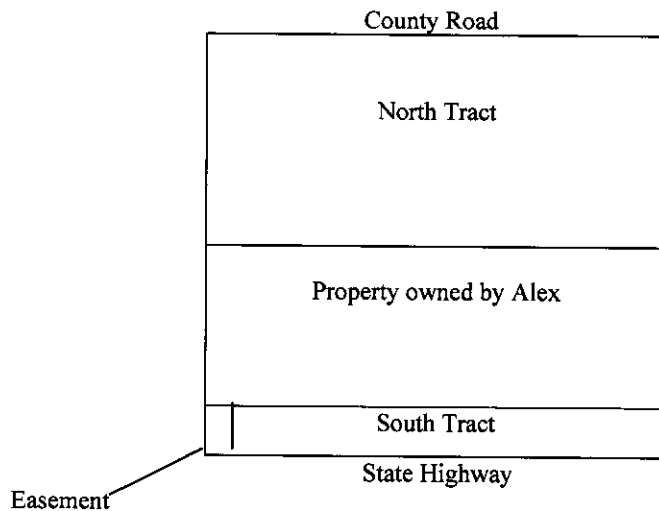 County Road
North Tract
Property owned by Alex
South Tract
State Highway
Easement